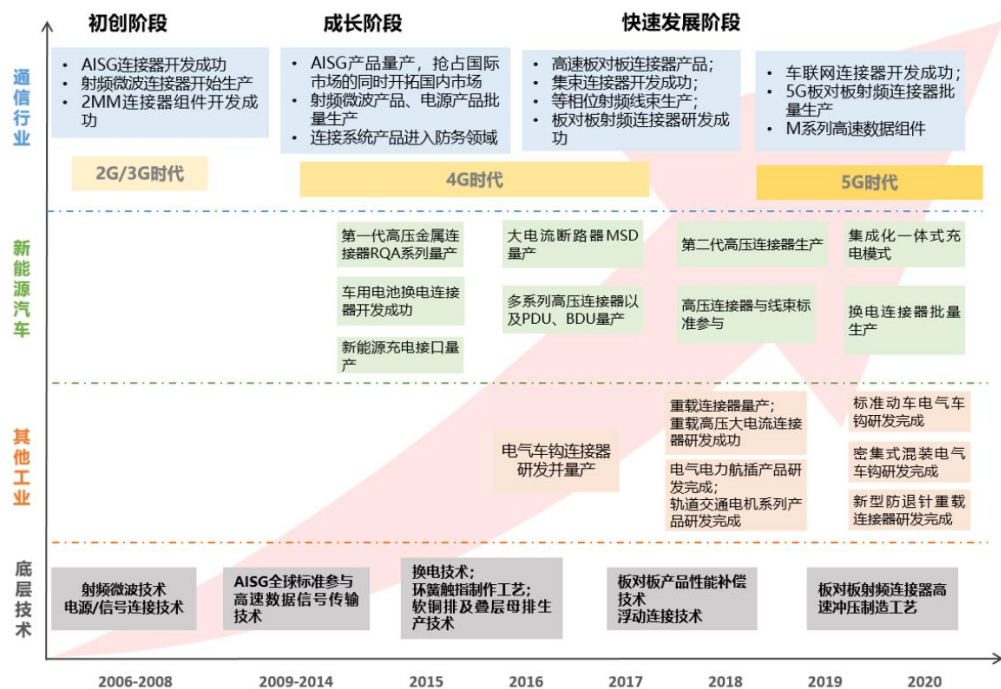 初创阶段
成长阶段
快速发展阶段
通信行业
• AISG连接器开发成功
• 射频微波连接器开始生产
• 2MM连接器组件开发成
功
• AISG产品量产，抢占国际
市场的同时开拓国内市场
• 射频微波产品、电源产品批
量生产
• 连接系统产品进入防务领域
• 高速板对板连接器产品；
• 集束连接器开发成功；
• 等相位射频线束生产；
• 板对板射频连接器研发成
功
• 车联网连接器开发成功；
• 5G板对板射频连接器批
量生产
• M系列高速数据组件
2G/3G时代
4G时代
5G时代
新能源汽车
第一代高压金属连
接器RQA系列量产
车用电池换电连接
器开发成功
新能源充电接口量
产
大电流断路器MSD
量产
多系列高压连接器以
及PDU、BDU量产
第二代高压连接器生产
高压连接器与线束标
准参与
集成化一体式充
电模式
换电连接器批量
生产
其他工业
电气车钩连接器
研发并量产
重载连接器量产；
重载高压大电流连接
器研发成功
电气电力航插产品研
发完成；
轨道交通电机系列产
品研发完成
标准动车电气车
钩研发完成
密集式混装电气
车钩研发完成
新型防退针重载
连接器研发完成
底层技术
射频微波技术
电源/信号连接技术
AISG全球标准参与
高速数据信号传输
技术
换电技术；
环簧触指制作工艺；
软铜排及叠层母排生
产技术
板对板产品性能补偿
技术
浮动连接技术
板对板射频连接器高
速冲压制造工艺
2006-2008
2009-2014
2015
2016
2017
2018
2019
2020